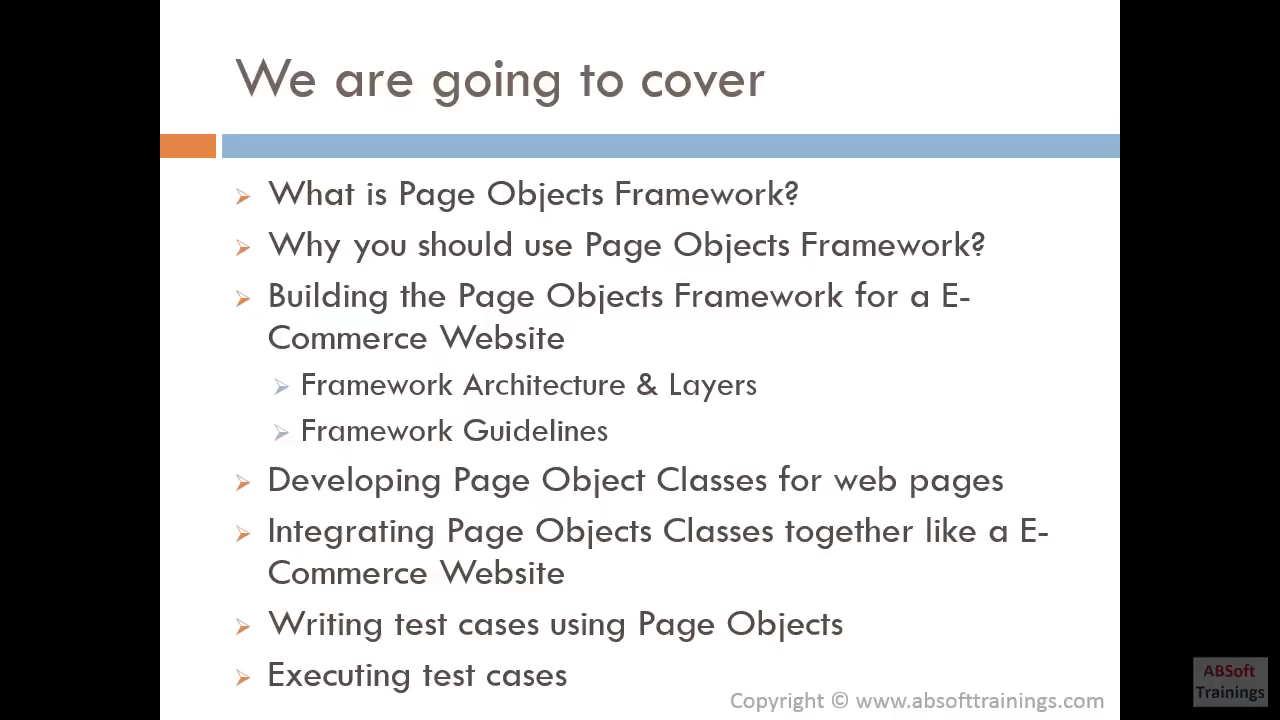 We are going to cover
What is Page Objects Framework?
Why you should use Page Objects Framework?
Building the Page Objects Framework for a E-
Commerce Website
Framework Architecture & Layers
Framework Guidelines
Developing Page Object Classes for web pages
Integrating Page Objects Classes together like a E-
Commerce Website
Writing test cases using Page Objects
Executing test cases
Copyright © www.absofttrainings.com
ABSoft
Trainings